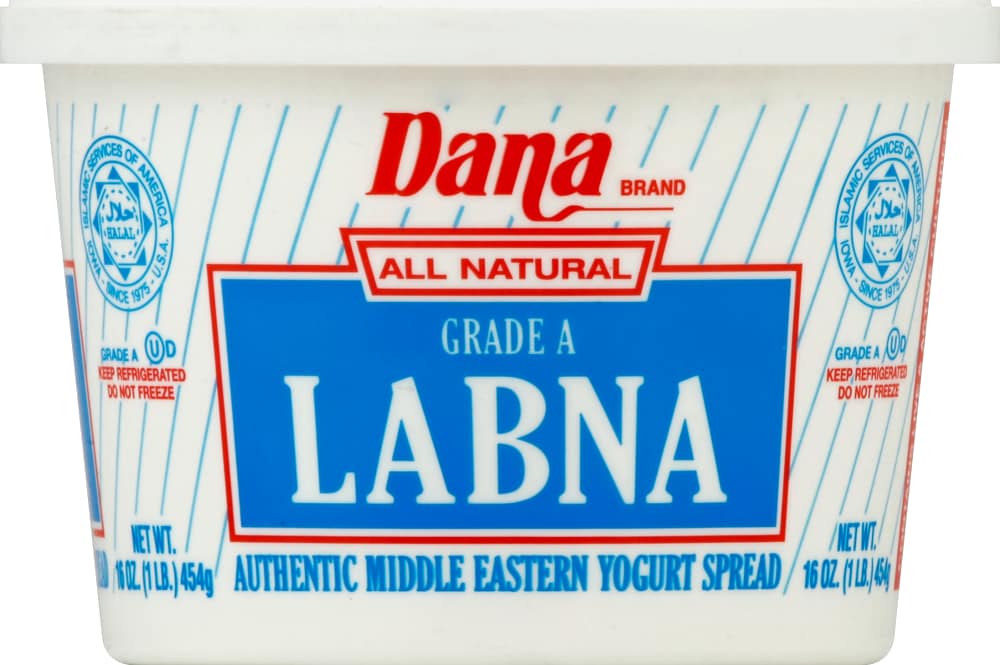 Dana BRAND
ALL NATURAL
GRADE A
LABNA
AUTHENTIC MIDDLE EASTERN YOGURT SPREAD
ISLAMIC SERVICES OF AMERICA
حلال
HALAL
IOWA - SINCE 1975 - U.S.A.
GRADE A Ⓤ D
KEEP REFRIGERATED
DO NOT FREEZE
NET WT.
16 OZ. (1 LB.) 454g
ISLAMIC SERVICES OF AMERICA
حلال
HALAL
IOWA - SINCE 1975 - U.S.A.
GRADE A Ⓤ D
KEEP REFRIGERATED
DO NOT FREEZE
NET WT.
16 OZ. (1 LB.) 454g